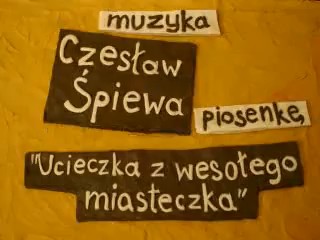 muzyka
Czesław
Śpiewa
piosenkę
"Ucieczka z wesołego
miasteczka"